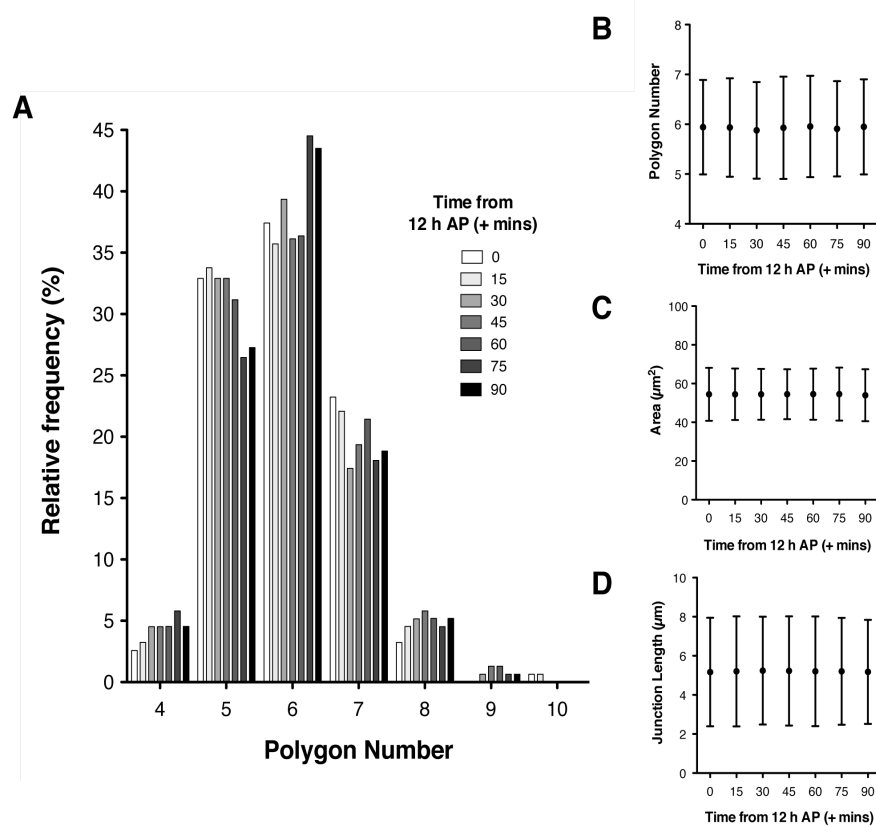 A
Relative frequency (%)
45
40
35
30
25
20
15
10
5
0
4 5 6 7 8 9 10
Polygon Number
Time from
12 h AP (+ mins)
0
15
30
45
60
75
90
B
Polygon Number
8
7
6
5
4
0 15 30 45 60 75 90
Time from 12 h AP (+ mins)
C
Area (µm²)
100
80
60
40
20
0
0 15 30 45 60 75 90
Time from 12 h AP (+ mins)
D
Junction Length (µm)
10
8
6
4
2
0
0 15 30 45 60 75 90
Time from 12 h AP (+ mins)